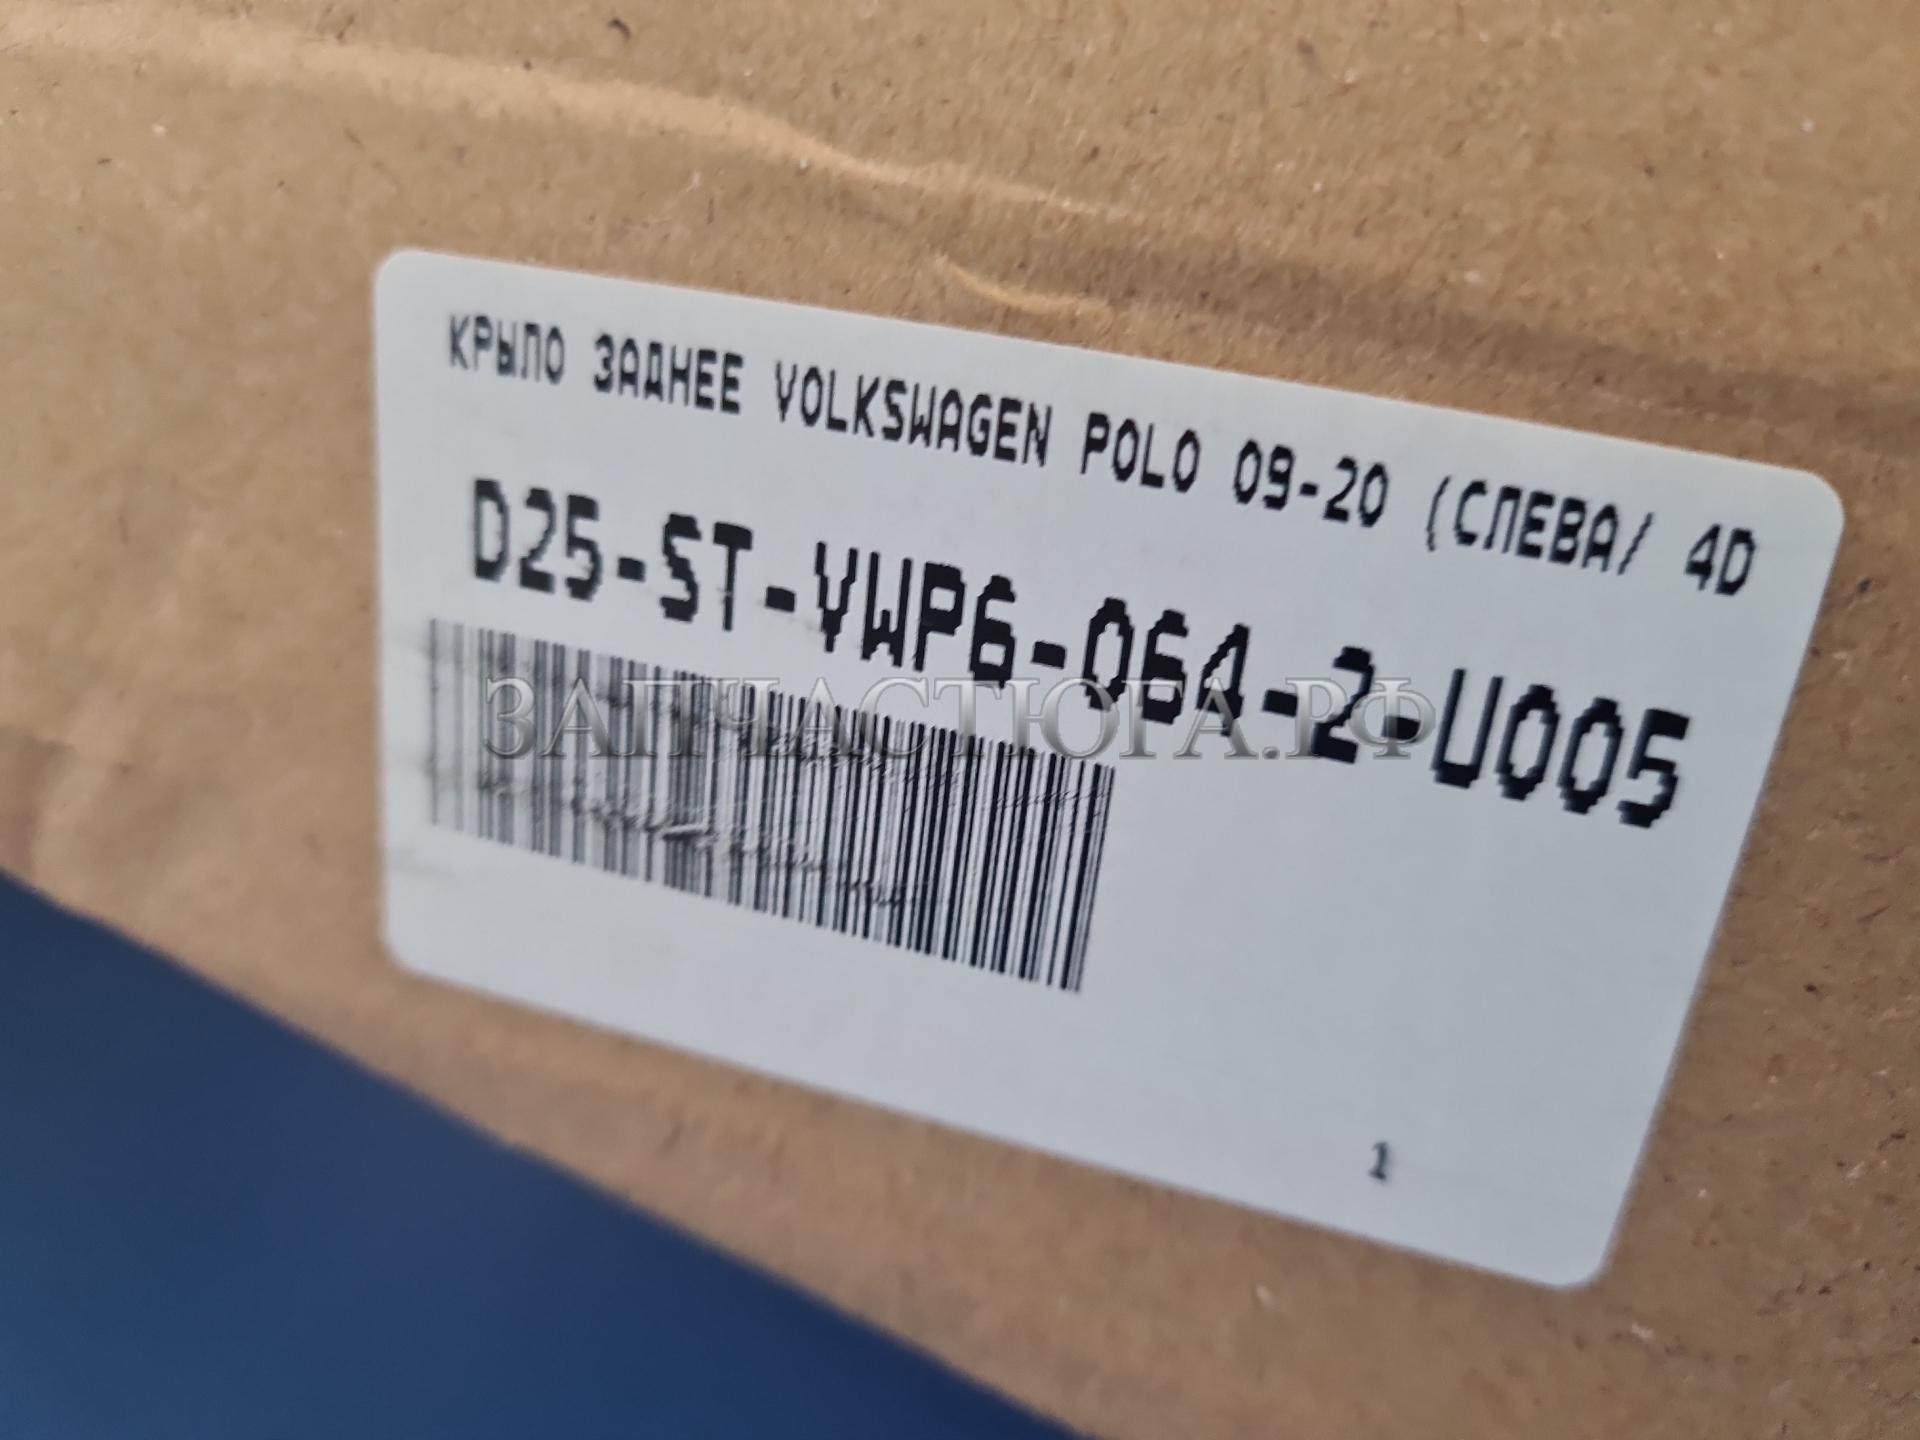 КРЫЛО ЗАДНЕЕ VOLKSWAGEN POLO 09-20 (СЛЕВА/ 4D
D25-ST-VWP6-064-2-U005
ЗАПЧАСТЮГА.РФ
1